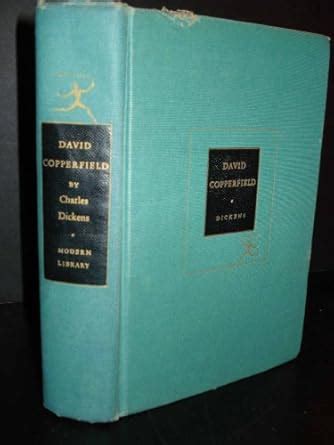 DAVID
COPPERFIELD
BY
Charles
Dickens
MODERN
LIBRARY
DAVID
COPPERFIELD
DICKENS